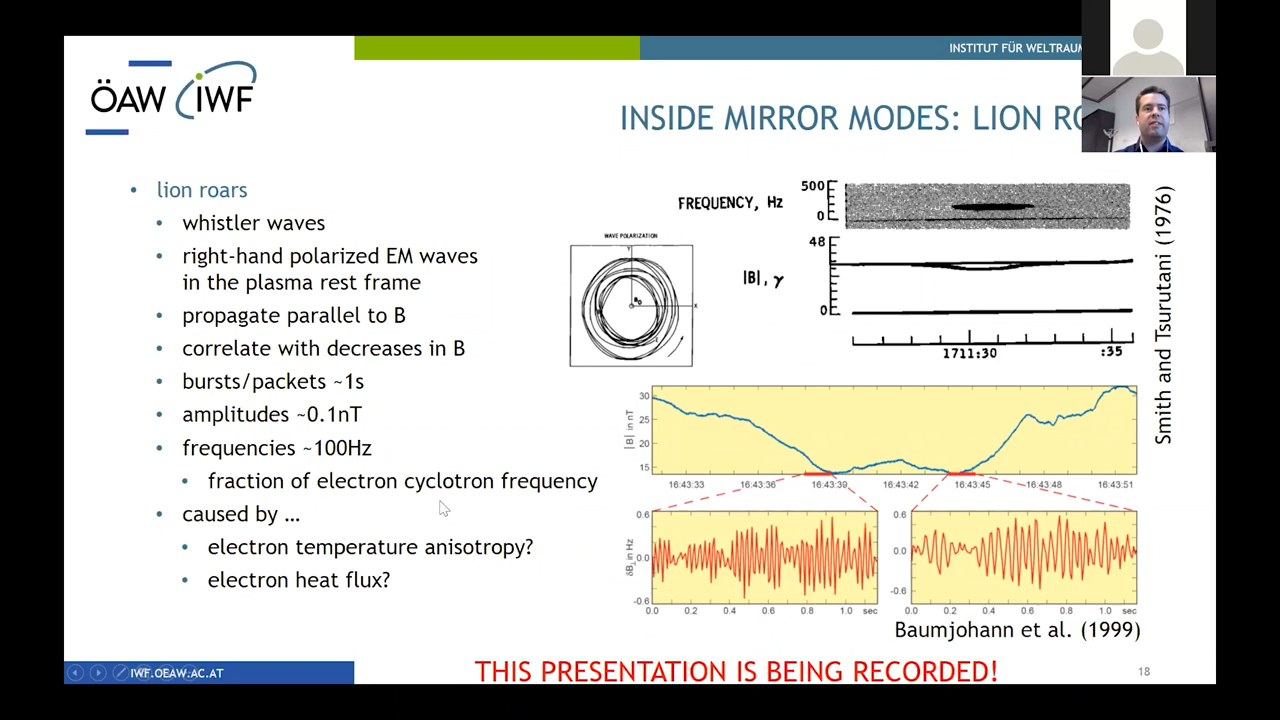 INSTITUT FÜR
ÖAW IWF
INSIDE MIRROR MODES: LION
• lion roars
• whistler waves
• right-hand polarized EM waves
in the plasma rest frame
• propagate parallel to B
• correlate with decreases in B
• bursts/packets ~1s
• amplitudes ~0.1nT
• frequencies ~100Hz
• fraction of electron cyclotron frequency
• caused by …
• electron temperature anisotropy?
• electron heat flux?
WAVE POLARIZATION
Y
B₀
X
FREQUENCY, Hz
500
0
48
|B|, γ
0
1711:30 :35
Smith and Tsurutani (1976)
|B| in nT
30
25
20
15
16:43:33 16:43:36 16:43:39 16:43:42 16:43:45 16:43:48 16:43:51
δB⊥in Hz
0.6
0.0
-0.6
0.0 0.2 0.4 0.6 0.8 1.0 sec
0.6
0.0
-0.6
0.0 0.2 0.4 0.6 0.8 1.0 sec
Baumjohann et al. (1999)
IWF.OEAW.AC.AT
THIS PRESENTATION IS BEING RECORDED!
18